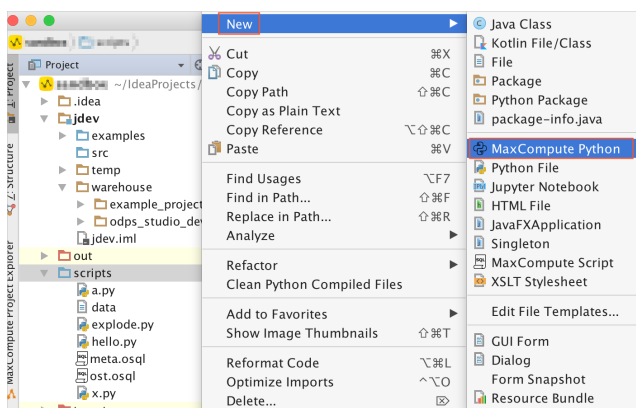 New
Cut ⌘X
Copy ⌘C
Copy Path ⇧⌘C
Copy as Plain Text
Copy Reference ⌥⇧⌘C
Paste ⌘V
Find Usages ⌥F7
Find in Path... ⇧⌘F
Replace in Path... ⇧⌘R
Analyze
Refactor
Clean Python Compiled Files
Add to Favorites
Show Image Thumbnails ⇧⌘T
Reformat Code ⌥⌘L
Optimize Imports ^⌥O
Delete... ⌦
Java Class
Kotlin File/Class
File
Package
Python Package
package-info.java
MaxCompute Python
Python File
Jupyter Notebook
HTML File
JavaFXApplication
Singleton
MaxCompute Script
XSLT Stylesheet
Edit File Templates...
GUI Form
Dialog
Form Snapshot
Resource Bundle
Project
~/IdeaProjects/
.idea
jdev
examples
src
temp
warehouse
example_project
odps_studio_de
jdev.iml
out
scripts
a.py
data
explode.py
hello.py
meta.osql
ost.osql
x.py
1: Project
Z: Structure
MaxCompute Project Explorer